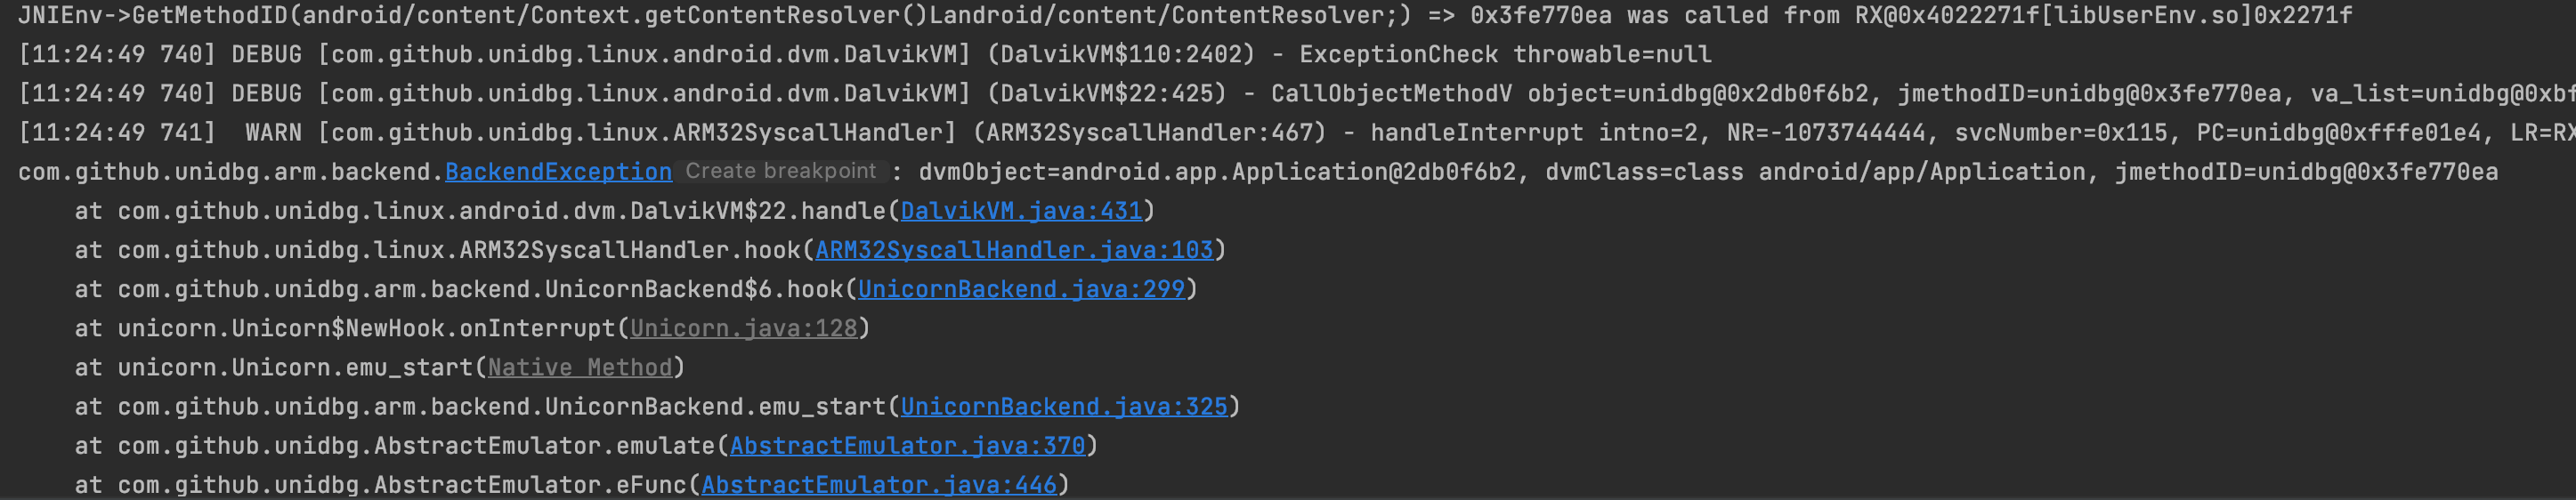 JNIEnv->GetMethodID(android/content/Context.getContentResolver()Landroid/content/ContentResolver;) => 0x3fe770ea was called from RX@0x4022271f[libUserEnv.so]0x2271f
[11:24:49 740] DEBUG [com.github.unidbg.linux.android.dvm.DalvikVM] (DalvikVM$110:2402) - ExceptionCheck throwable=null
[11:24:49 740] DEBUG [com.github.unidbg.linux.android.dvm.DalvikVM] (DalvikVM$22:425) - CallObjectMethodV object=unidbg@0x2db0f6b2, jmethodID=unidbg@0x3fe770ea, va_list=unidbg@0xbf
[11:24:49 741]  WARN [com.github.unidbg.linux.ARM32SyscallHandler] (ARM32SyscallHandler:467) - handleInterrupt intno=2, NR=-1073744444, svcNumber=0x115, PC=unidbg@0xfffe01e4, LR=RX
com.github.unidbg.arm.backend.BackendException Create breakpoint : dvmObject=android.app.Application@2db0f6b2, dvmClass=class android/app/Application, jmethodID=unidbg@0x3fe770ea
    at com.github.unidbg.linux.android.dvm.DalvikVM$22.handle(DalvikVM.java:431)
    at com.github.unidbg.linux.ARM32SyscallHandler.hook(ARM32SyscallHandler.java:103)
    at com.github.unidbg.arm.backend.UnicornBackend$6.hook(UnicornBackend.java:299)
    at unicorn.Unicorn$NewHook.onInterrupt(Unicorn.java:128)
    at unicorn.Unicorn.emu_start(Native Method)
    at com.github.unidbg.arm.backend.UnicornBackend.emu_start(UnicornBackend.java:325)
    at com.github.unidbg.AbstractEmulator.emulate(AbstractEmulator.java:370)
    at com.github.unidbg.AbstractEmulator.eFunc(AbstractEmulator.java:446)